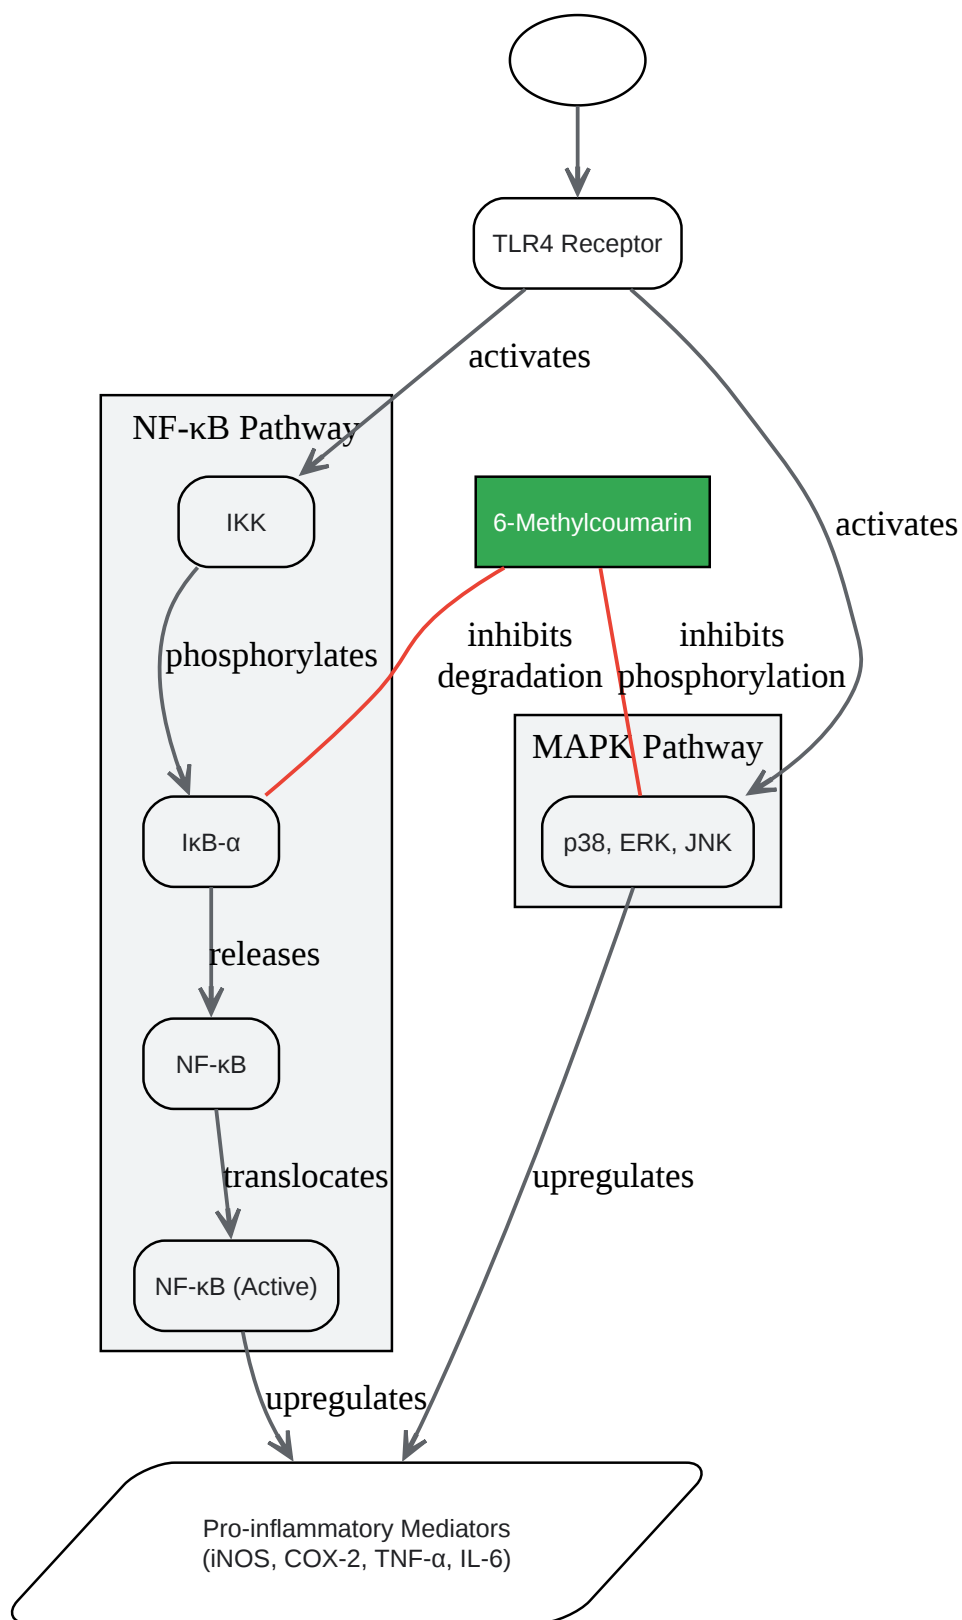 TLR4 Receptor
activates
NF-κB Pathway
IKK
6-Methylcoumarin
activates
phosphorylates
inhibits
degradation
inhibits
phosphorylation
MAPK Pathway
IκB-α
p38, ERK, JNK
releases
NF-κB
translocates
upregulates
NF-κB (Active)
upregulates
Pro-inflammatory Mediators
(iNOS, COX-2, TNF-α, IL-6)